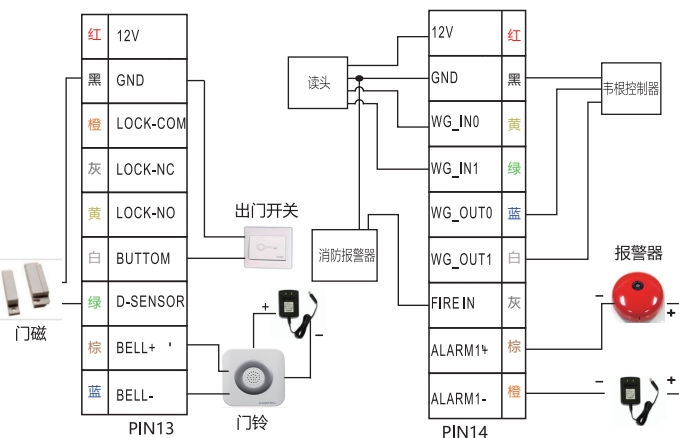 红 12V
黑 GND
橙 LOCK-COM
灰 LOCK-NC
黄 LOCK-NO
白 BUTTOM
绿 D-SENSOR
棕 BELL+ '
蓝 BELL-
PIN13
门磁
出门开关
+
−
门铃
12V 红
GND 黑
WG_IN0 黄
WG_IN1 绿
WG_OUT0 蓝
WG_OUT1 白
FIREIN 灰
ALARM1+ 棕
ALARM1- 橙
PIN14
读头
消防报警器
韦根控制器
报警器
−
+
−
+